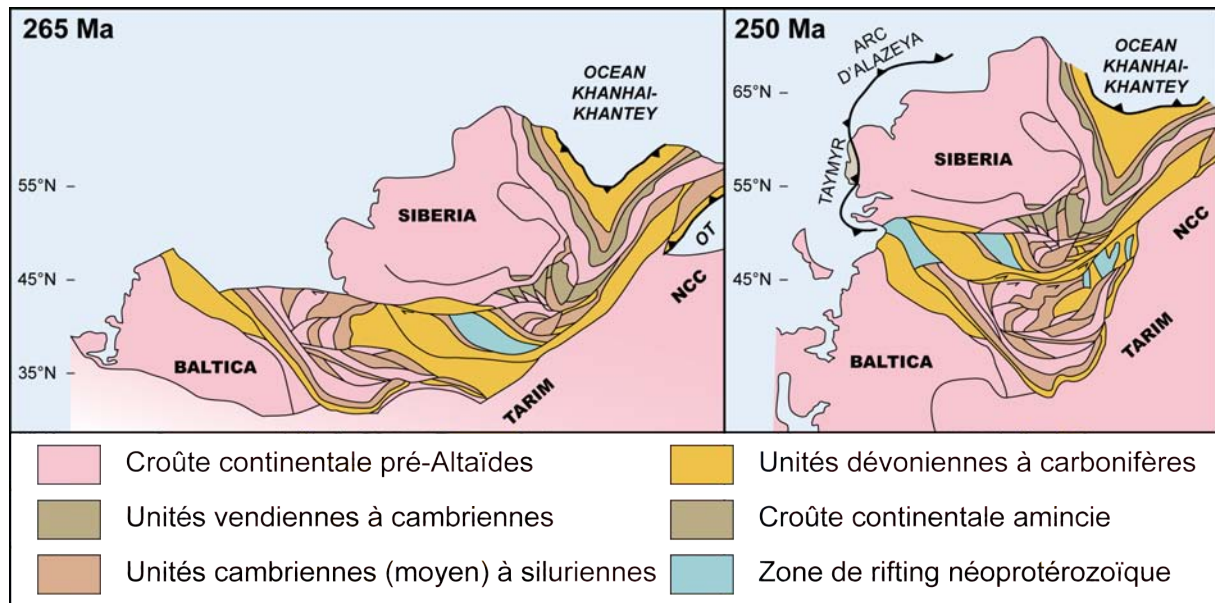 265 Ma
OCEAN
KHANHAI-
KHANTEY
55°N
SIBERIA
OT
NCC
45°N
BALTICA
35°N
TARIM
250 Ma
ARC
D'ALAZEYA
OCEAN
KHANHAI-
KHANTEY
65°N
TAYMYR
SIBERIA
55°N
NCC
45°N
TARIM
BALTICA
35°N
Croûte continentale pré-Altaïdes
Unités dévoniennes à carbonifères
Unités vendiennes à cambriennes
Croûte continentale amincie
Unités cambriennes (moyen) à siluriennes
Zone de rifting néoprotérozoïque